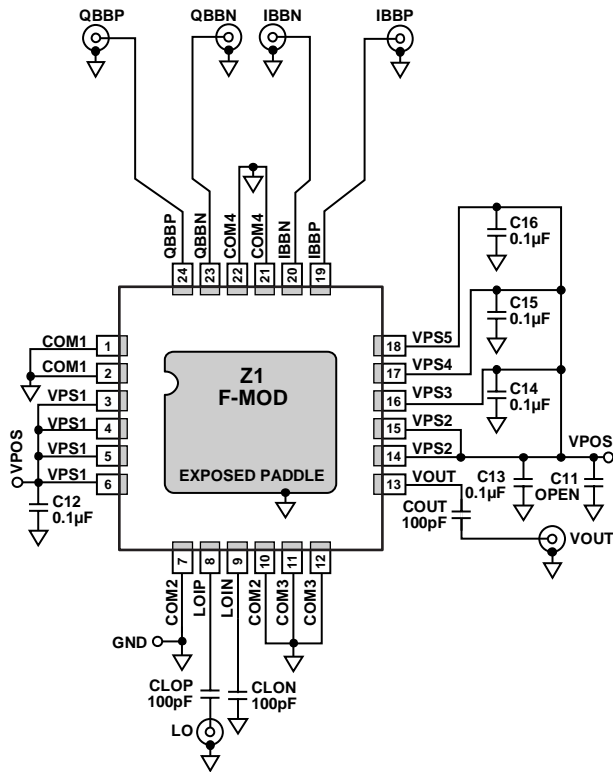 QBBP
QBBN
IBBN
IBBP
QBBP
QBBN
COM4
COM4
IBBN
IBBP
24
23
22
21
20
19
C16
0.1µF
C15
0.1µF
C14
0.1µF
COM1
1
COM1
2
VPS1
3
VPS1
4
VPS1
5
VPS1
6
VPOS
C12
0.1µF
Z1
F-MOD
EXPOSED PADDLE
18
VPS5
17
VPS4
16
VPS3
15
VPS2
14
VPS2
13
VOUT
VPOS
C13
0.1µF
C11
OPEN
COUT
100pF
VOUT
7
8
9
10
11
12
COM2
LOIP
LOIN
COM2
COM3
COM3
GND
CLOP
100pF
CLON
100pF
LO